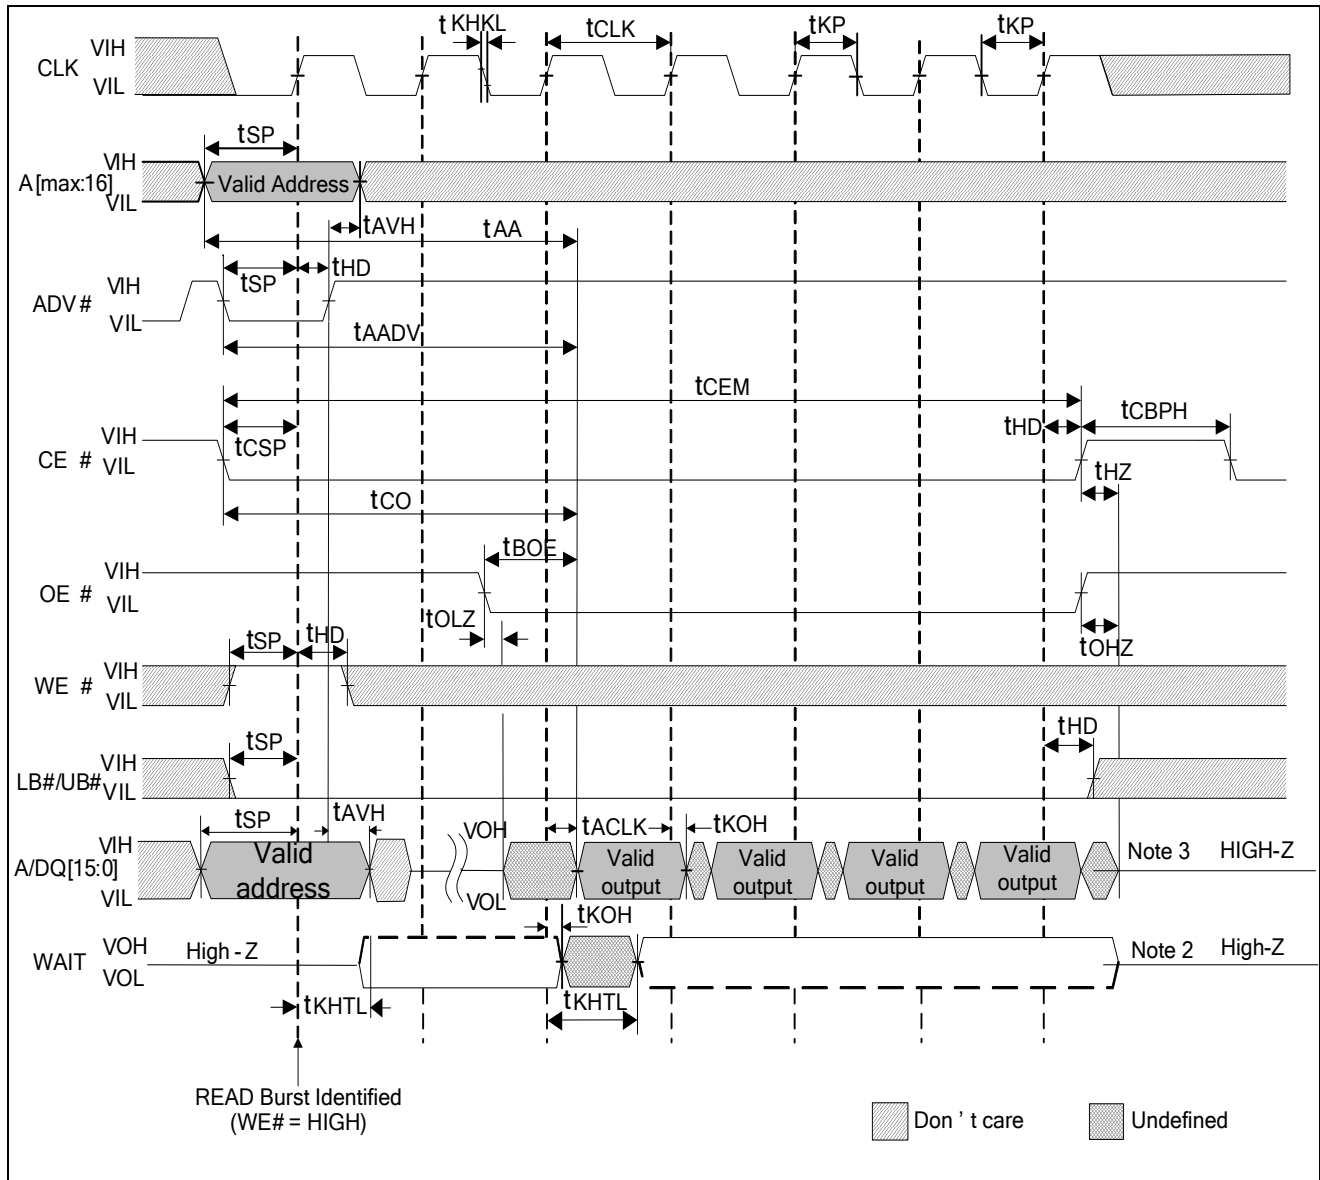 t KHKL
tCLK
tKP
tKP
VIH
CLK
VIL
tSP
VIH
A[max:16]
Valid Address
VIL
tAVH
tAA
tSP
tHD
VIH
ADV#
VIL
tAADV
tCEM
tCBPH
tHD
VIH
tCSP
CE #
VIL
tHZ
tCO
tBOE
VIH
OE #
VIL
tOLZ
tOHZ
tSP
tHD
VIH
WE #
VIL
tHD
tSP
VIH
LB#/UB#
VIL
tSP
tAVH
VOH
tACLK
tKOH
VIH
A/DQ[15:0]
Valid address
Valid output
Valid output
Valid output
Valid output
Note 3
HIGH-Z
VIL
VOL
tKOH
VOH
WAIT
High - Z
Note 2
High-Z
VOL
tKHTL
tKHTL
READ Burst Identified
(WE# = HIGH)
Don ' t care
Undefined